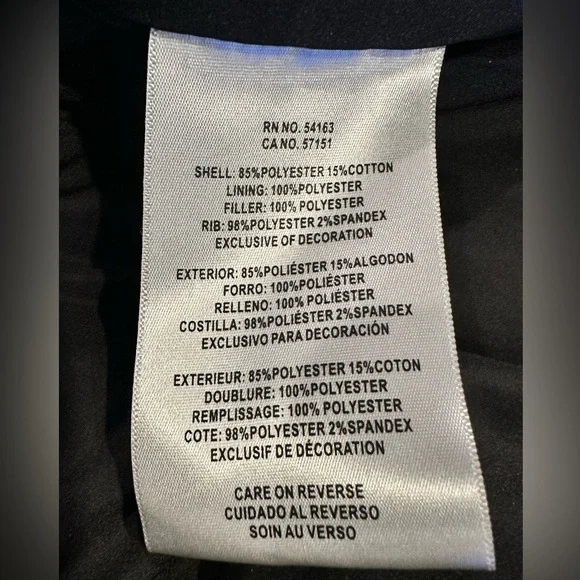 RN NO. 54163
CA NO. 57151
SHELL: 85%POLYESTER 15%COTTON
LINING: 100%POLYESTER
FILLER: 100% POLYESTER
RIB: 98%POLYESTER 2%SPANDEX
EXCLUSIVE OF DECORATION
EXTERIOR: 85%POLIÉSTER 15%ALGODON
FORRO: 100%POLIÉSTER
RELLENO: 100% POLIÉSTER
COSTILLA: 98%POLIÉSTER 2%SPANDEX
EXCLUSIVO PARA DECORACIÓN
EXTERIEUR: 85%POLYESTER 15%COTON
DOUBLURE: 100%POLYESTER
REMPLISSAGE: 100% POLYESTER
COTE: 98%POLYESTER 2%SPANDEX
EXCLUSIF DE DÉCORATION
CARE ON REVERSE
CUIDADO AL REVERSO
SOIN AU VERSO